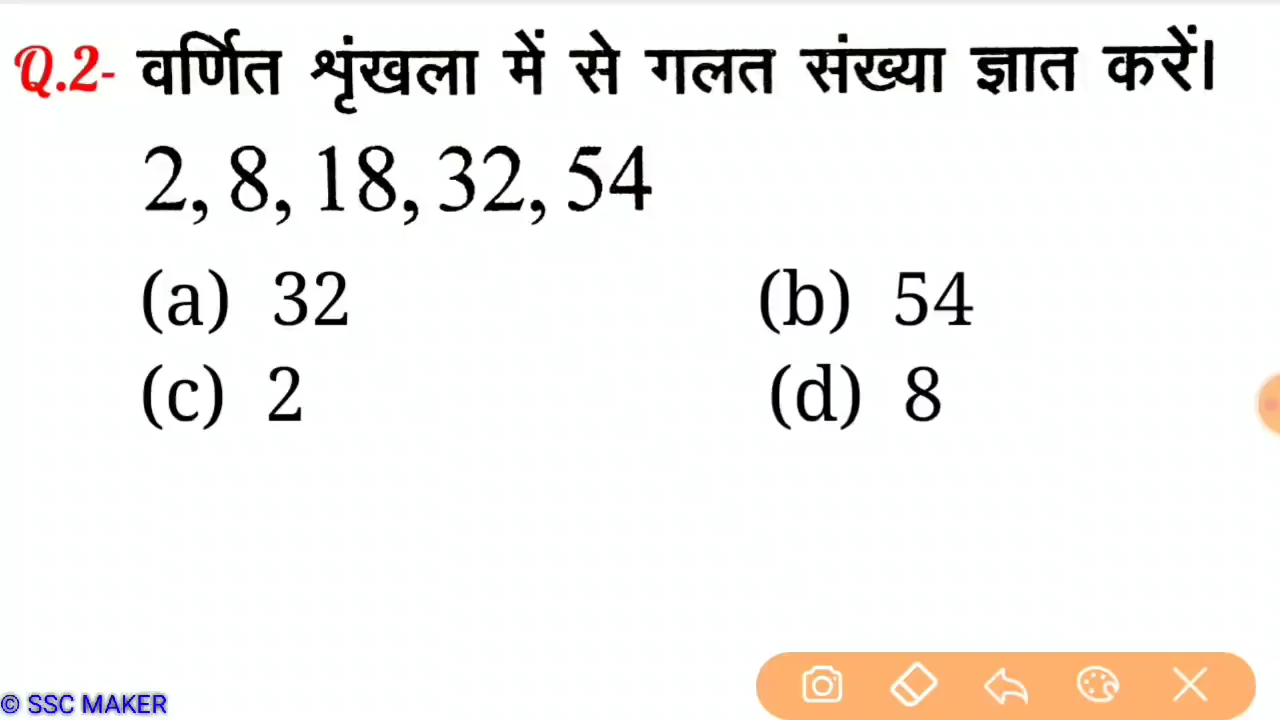 Q.2- वर्णित शृंखला में से गलत संख्या ज्ञात करें।
2, 8, 18, 32, 54
(a) 32 (b) 54
(c) 2 (d) 8
© SSC MAKER